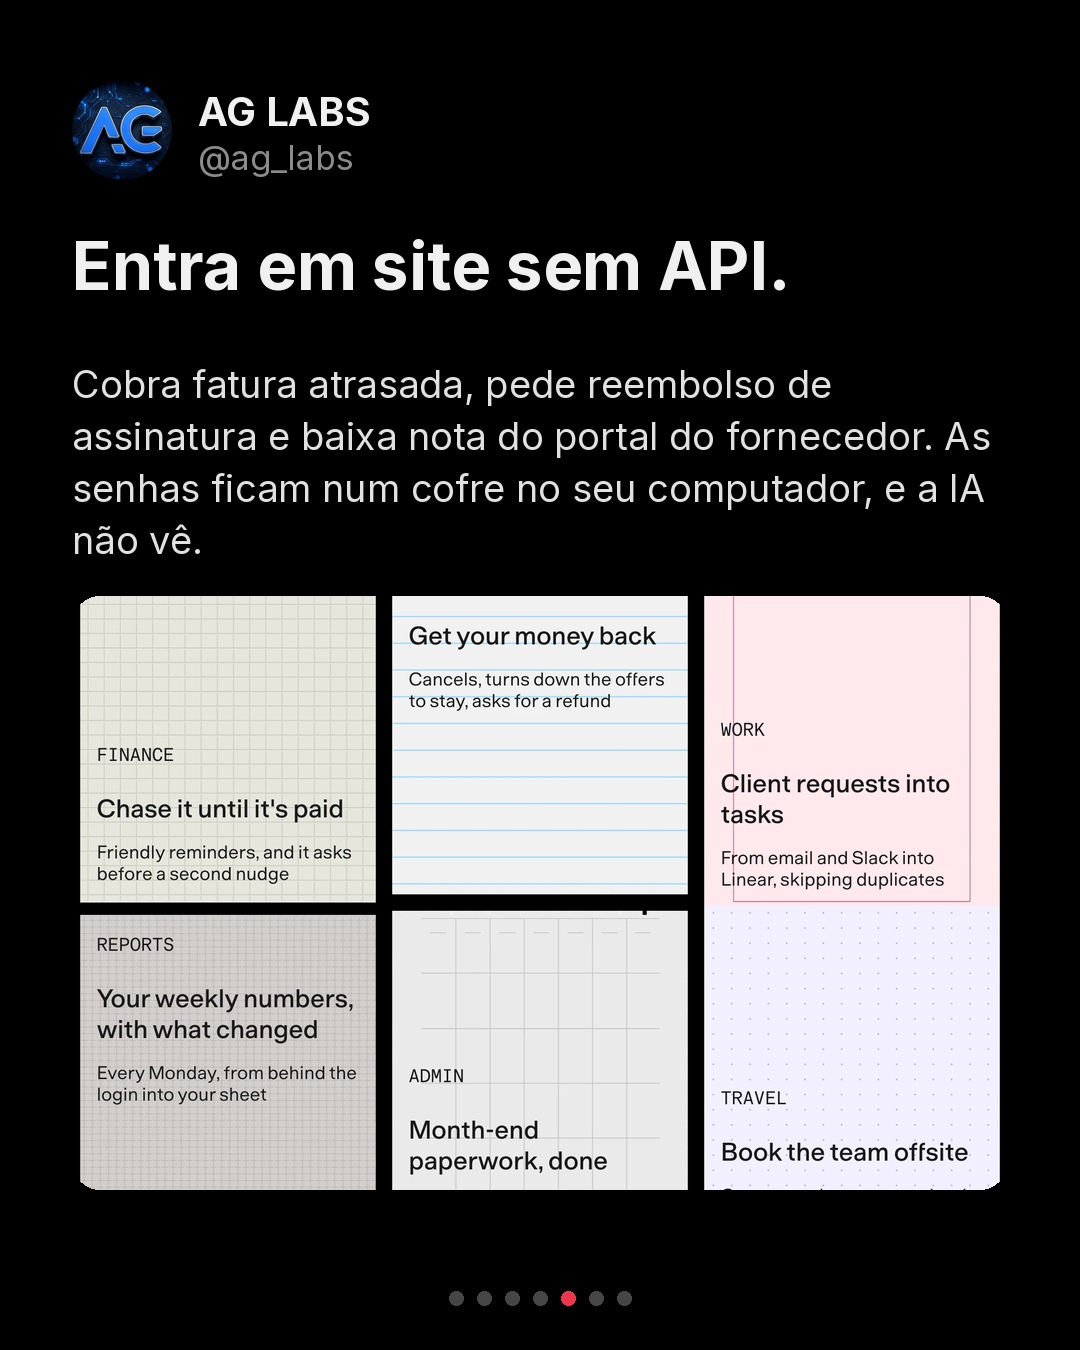 AG
AG LABS
@ag_labs
Entra em site sem API.
Cobra fatura atrasada, pede reembolso de
assinatura e baixa nota do portal do fornecedor. As
senhas ficam num cofre no seu computador, e a IA
não vê.
FINANCE
Chase it until it's paid
Friendly reminders, and it asks
before a second nudge
Get your money back
Cancels, turns down the offers
to stay, asks for a refund
WORK
Client requests into
tasks
From email and Slack into
Linear, skipping duplicates
REPORTS
Your weekly numbers,
with what changed
Every Monday, from behind the
login into your sheet
ADMIN
Month-end
paperwork, done
TRAVEL
Book the team offsite